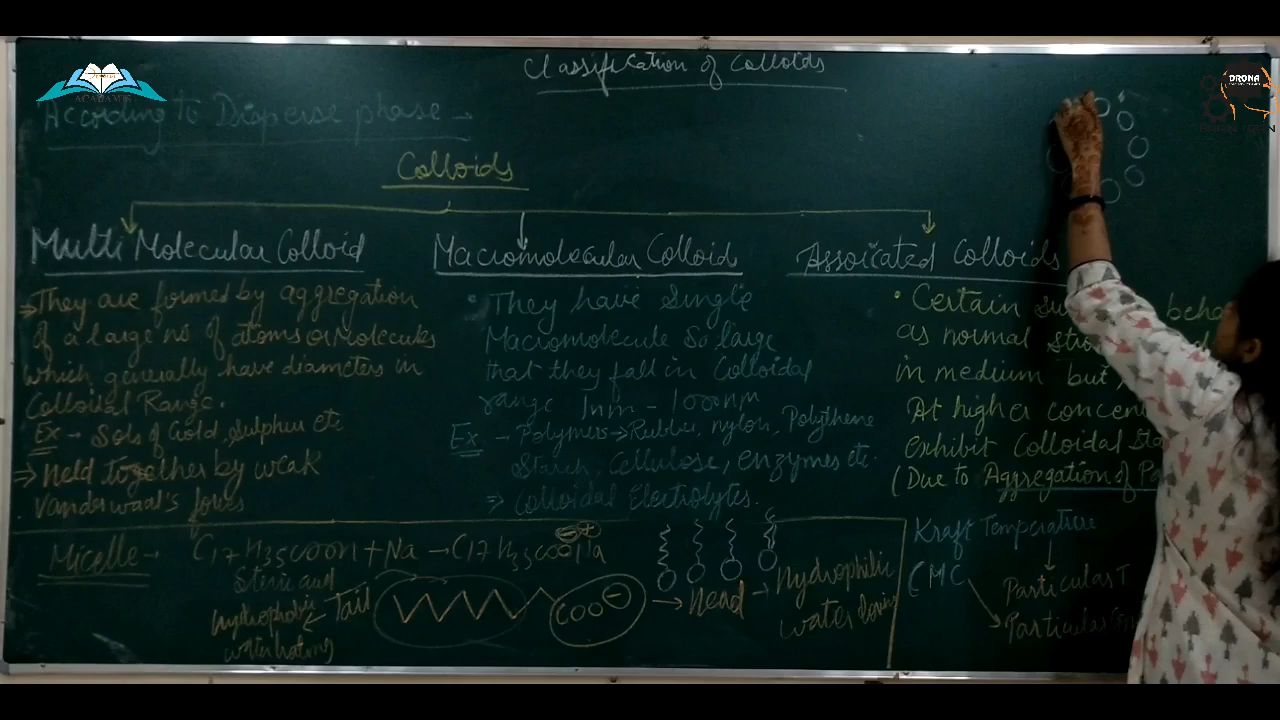 Classification of Colloids
According to Disperse phase →
Colloids
Multi Molecular Colloid
→ They are formed by aggregation
of a large no of atoms or Molecules
which generally have diameters in
Colloidal Range.
Ex → Sols of Gold, Sulphur etc
→ Held together by weak
Vanderwaal's forces
Macromolecular Colloid
• They have Single
Macromolecule So large
that they fall in Colloidal
range 1nm - 1000nm
Ex → Polymers → Rubber, nylon, Polythene
Starch, Cellulose, enzymes etc.
⇒ Colloidal Electrolytes.
Assoicated Colloids
• Certain
as normal
in medium but
At higher
exhibit Colloidal
(Due to Aggregation of
Micelle → C17H35COOH + Na → C17H35COO⊖Na⊕
Tail
hydrophobic
water hating
COO⊖
→ Head → Hydrophilic
water loving
Kraft Temperature
CMC
Particular T
Particular
ACADAMIE
DRONA